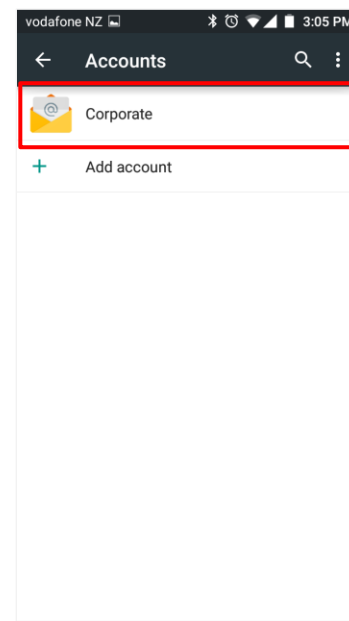 vodafone NZ 3:05 PM
Accounts
@
Corporate
+ Add account